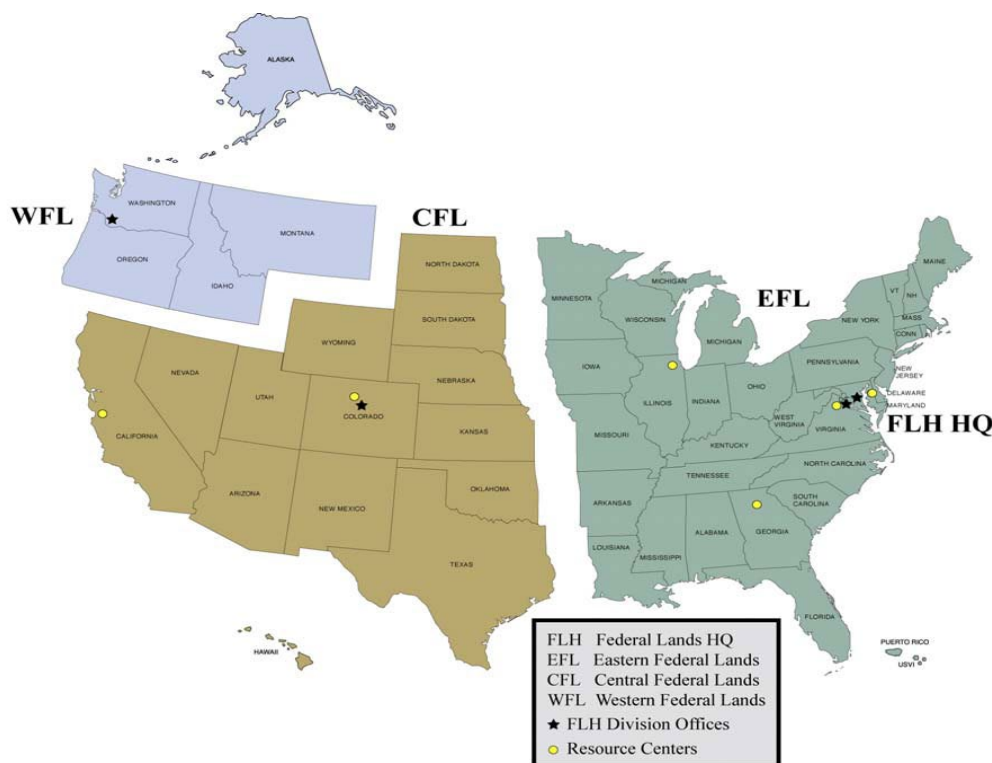 ALASKA
WFL
WASHINGTON
MONTANA
OREGON
IDAHO
CFL
NORTH DAKOTA
SOUTH DAKOTA
WYOMING
NEBRASKA
NEVADA
UTAH
COLORADO
KANSAS
CALIFORNIA
ARIZONA
NEW MEXICO
OKLAHOMA
TEXAS
HAWAII
EFL
MINNESOTA
MICHIGAN
WISCONSIN
MICHIGAN
IOWA
ILLINOIS
INDIANA
OHIO
MISSOURI
KENTUCKY
WEST
VIRGINIA
VIRGINIA
PENNSYLVANIA
NEW YORK
VT
NH
MAINE
MASS
CONN
RI
NEW
JERSEY
DELAWARE
MARYLAND
FLH HQ
TENNESSEE
NORTH CAROLINA
ARKANSAS
SOUTH
CAROLINA
LOUISIANA
MISSISSIPPI
ALABAMA
GEORGIA
FLORIDA
PUERTO RICO
USVI
FLH Federal Lands HQ
EFL Eastern Federal Lands
CFL Central Federal Lands
WFL Western Federal Lands
FLH Division Offices
Resource Centers